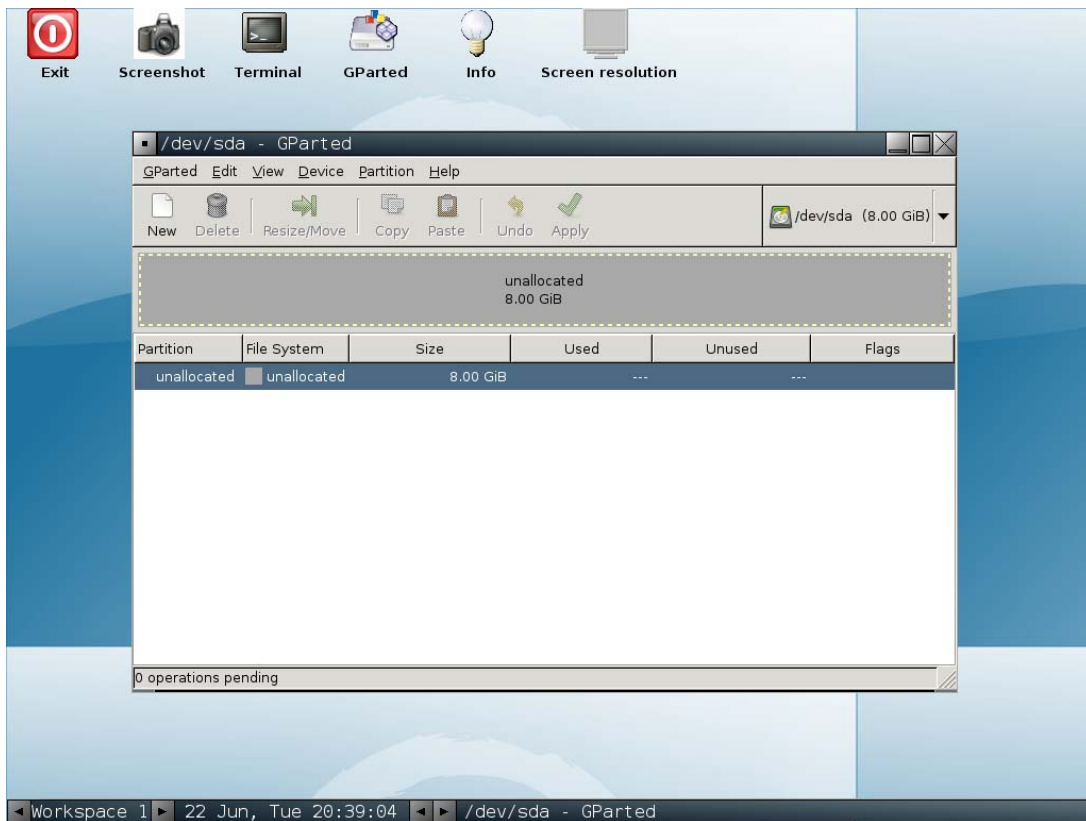 Exit Screenshot Terminal GParted Info Screen resolution
/dev/sda - GParted
GParted Edit View Device Partition Help
New Delete Resize/Move Copy Paste Undo Apply /dev/sda (8.00 GiB)
unallocated
8.00 GiB
Partition File System Size Used Unused Flags
unallocated unallocated 8.00 GiB --- ---
0 operations pending
Workspace 1 22 Jun, Tue 20:39:04 /dev/sda - GParted